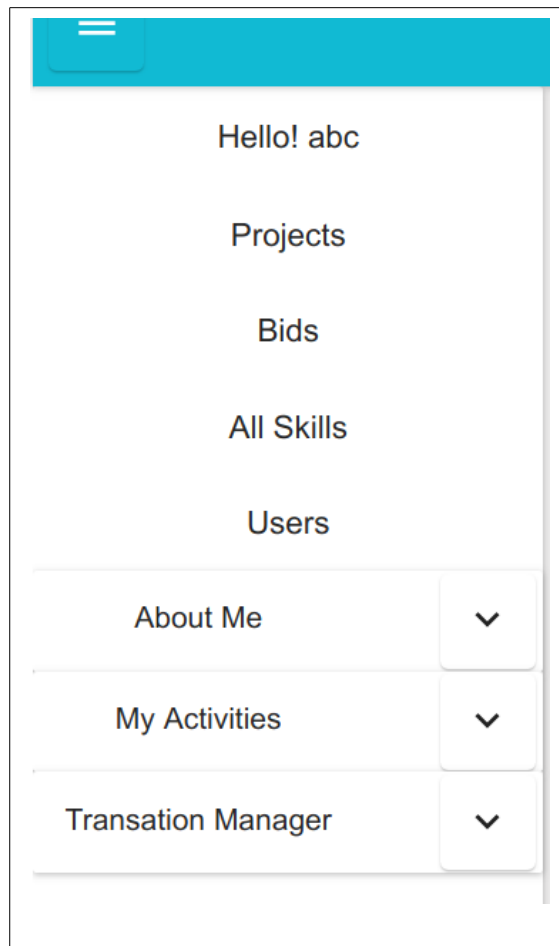 Hello! abc
Projects
Bids
All Skills
Users
About Me
My Activities
Transation Manager